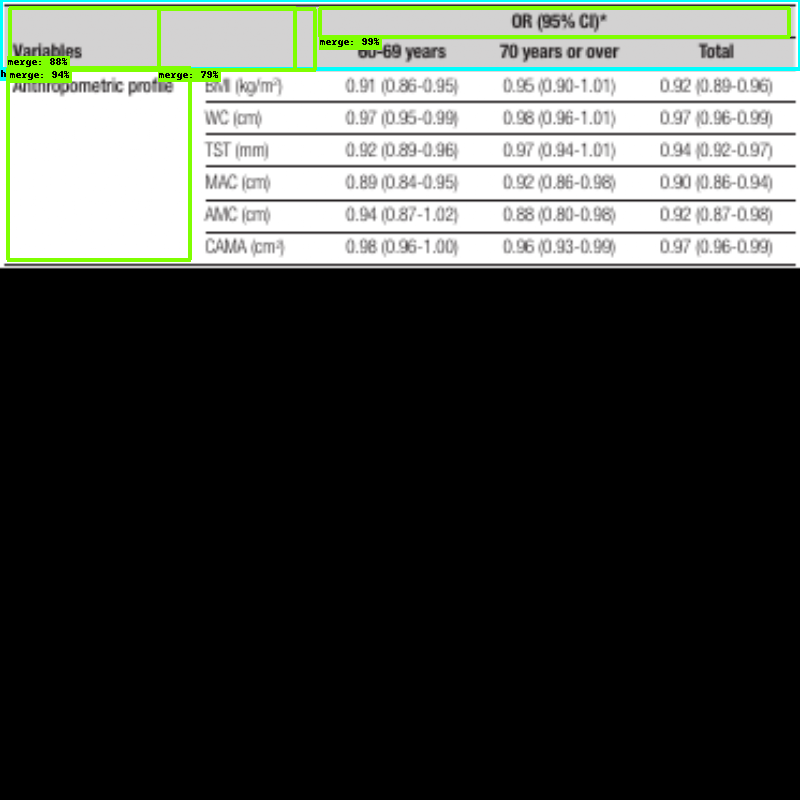 OR (95% CI)*
merge: 99%
Variables 60-69 years 70 years or over Total
merge: 88%
merge: 94% merge: 79%
Anthropometric profile BMI (kg/m²) 0.91 (0.86-0.95) 0.95 (0.90-1.01) 0.92 (0.89-0.96)
WC (cm) 0.97 (0.95-0.99) 0.98 (0.96-1.01) 0.97 (0.96-0.99)
TST (mm) 0.92 (0.89-0.96) 0.97 (0.94-1.01) 0.94 (0.92-0.97)
MAC (cm) 0.89 (0.84-0.95) 0.92 (0.86-0.98) 0.90 (0.86-0.94)
AMC (cm) 0.94 (0.87-1.02) 0.88 (0.80-0.98) 0.92 (0.87-0.98)
CAMA (cm²) 0.98 (0.96-1.00) 0.96 (0.93-0.99) 0.97 (0.96-0.99)